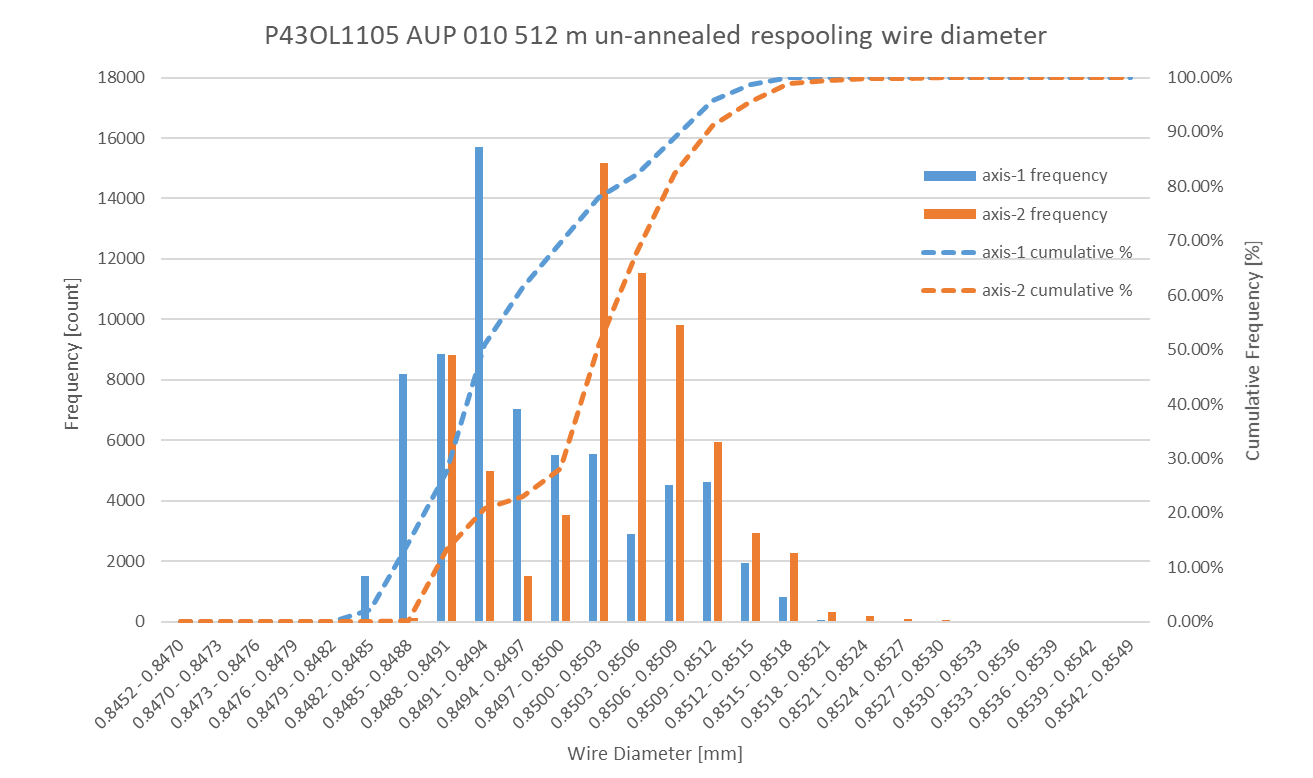 P43OL1105 AUP 010 512 m un-annealed respooling wire diameter
18000
16000
14000
12000
10000
8000
6000
4000
2000
0
Frequency [count]
100.00%
90.00%
80.00%
70.00%
60.00%
50.00%
40.00%
30.00%
20.00%
10.00%
0.00%
Cumulative Frequency [%]
axis-1 frequency
axis-2 frequency
axis-1 cumulative %
axis-2 cumulative %
0.8452 - 0.8470
0.8470 - 0.8473
0.8473 - 0.8476
0.8476 - 0.8479
0.8479 - 0.8482
0.8482 - 0.8485
0.8485 - 0.8488
0.8488 - 0.8491
0.8491 - 0.8494
0.8494 - 0.8497
0.8497 - 0.8500
0.8500 - 0.8503
0.8503 - 0.8506
0.8506 - 0.8509
0.8509 - 0.8512
0.8512 - 0.8515
0.8515 - 0.8518
0.8518 - 0.8521
0.8521 - 0.8524
0.8524 - 0.8527
0.8527 - 0.8530
0.8530 - 0.8533
0.8533 - 0.8536
0.8536 - 0.8539
0.8539 - 0.8542
0.8542 - 0.8549
Wire Diameter [mm]